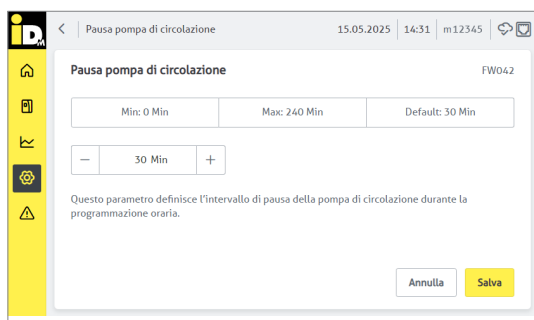 iDM
Pausa pompa di circolazione
15.05.2025
14:31
m12345
Pausa pompa di circolazione
FW042
Min: 0 Min
Max: 240 Min
Default: 30 Min
− 30 Min +
Questo parametro definisce l'intervallo di pausa della pompa di circolazione durante la
programmazione oraria.
Annulla
Salva